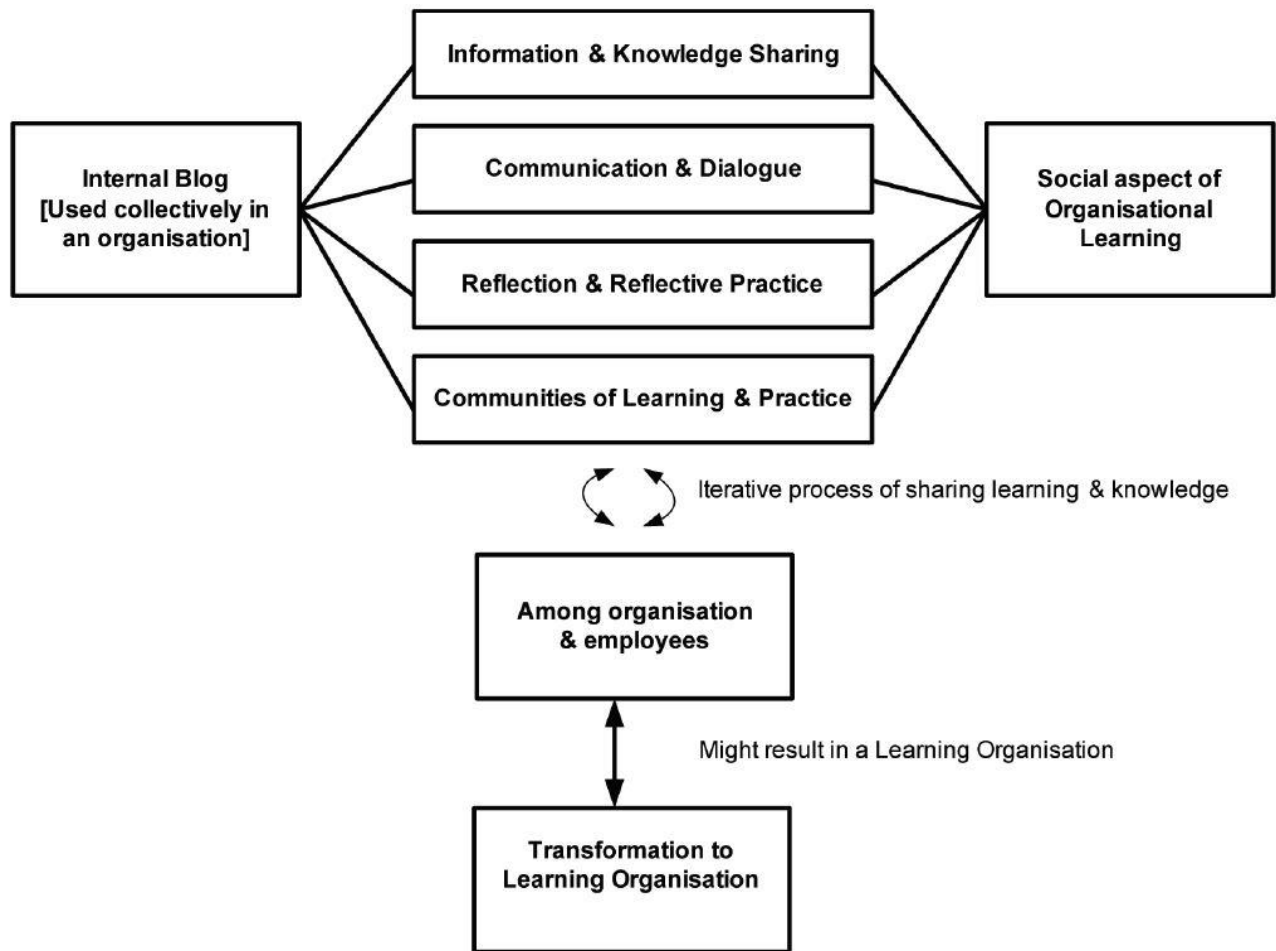 Information & Knowledge Sharing
Internal Blog
[Used collectively in
an organisation]
Communication & Dialogue
Reflection & Reflective Practice
Communities of Learning & Practice
Social aspect of
Organisational
Learning
Iterative process of sharing learning & knowledge
Among organisation
& employees
Might result in a Learning Organisation
Transformation to
Learning Organisation